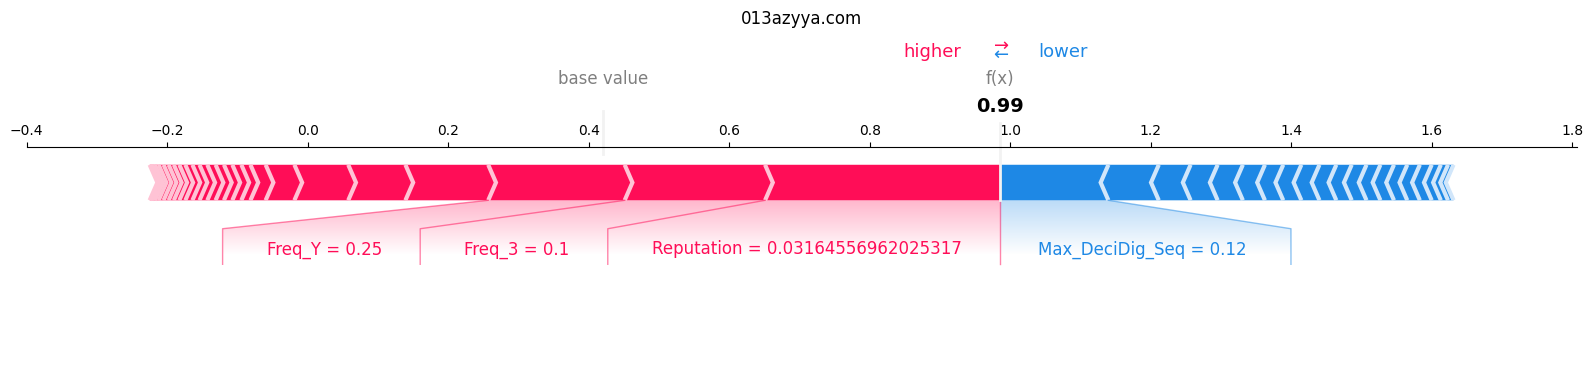 013azyya.com
higher ⇄ lower
base value f(x)
0.99
−0.4 −0.2 0.0 0.2 0.4 0.6 0.8 1.0 1.2 1.4 1.6 1.8
Freq_Y = 0.25 Freq_3 = 0.1 Reputation = 0.03164556962025317 Max_DeciDig_Seq = 0.12